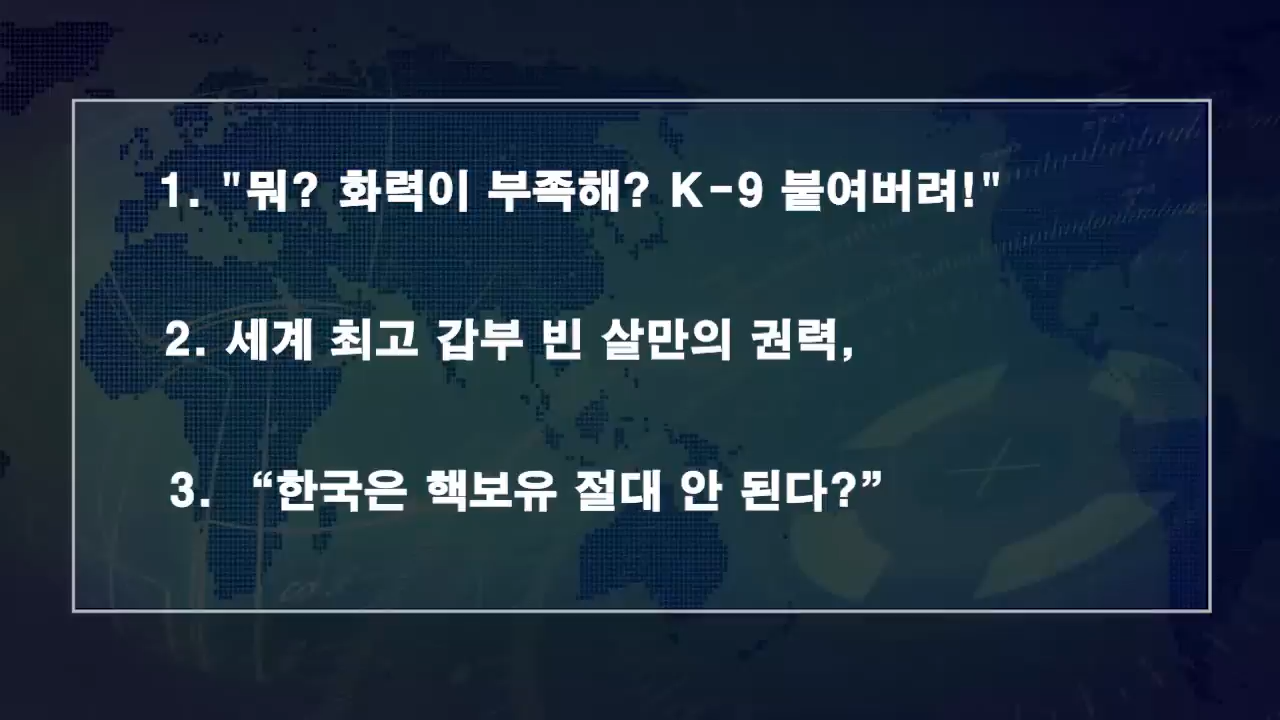 1. "뭐? 화력이 부족해? K-9 붙여버려!"
2. 세계 최고 갑부 빈 살만의 권력,
3. “한국은 핵보유 절대 안 된다?”